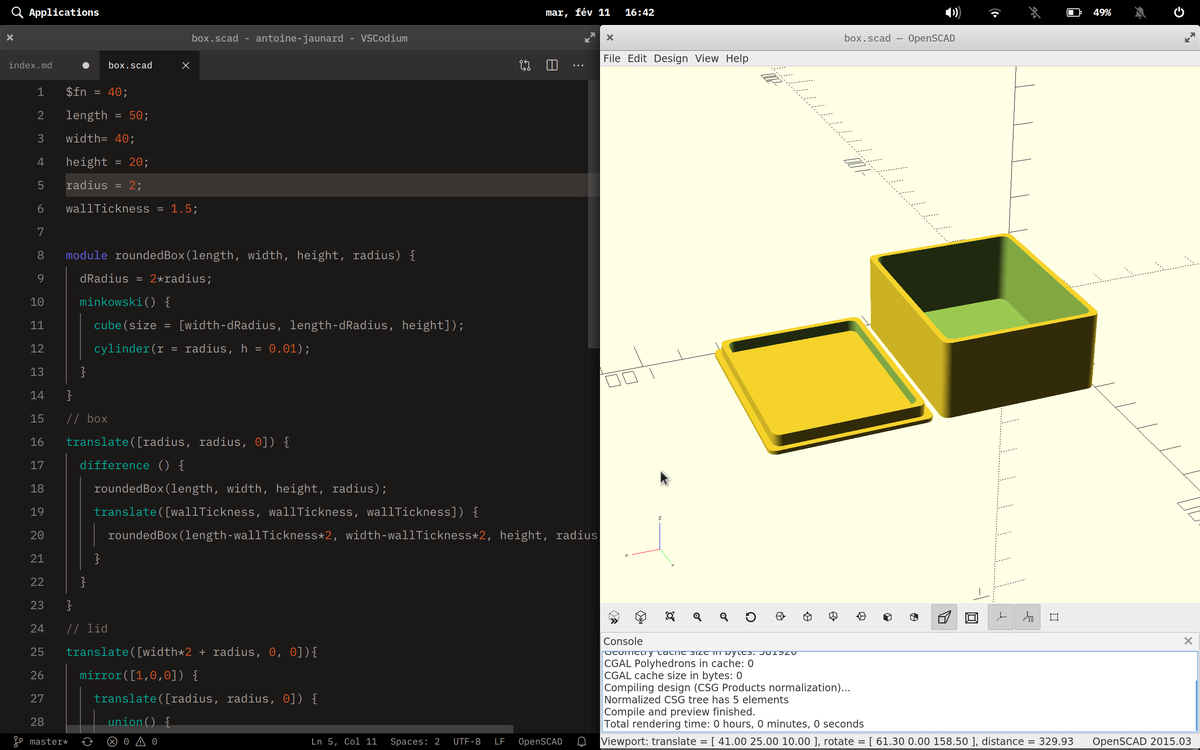 Applications
mar, fév 11 16:42
49%
box.scad - antoine-jaunard - VSCodium
index.md
box.scad
1 $fn = 40;
2 length = 50;
3 width= 40;
4 height = 20;
5 radius = 2;
6 wallTickness = 1.5;
7
8 module roundedBox(length, width, height, radius) {
9 dRadius = 2*radius;
10 minkowski() {
11 cube(size = [width-dRadius, length-dRadius, height]);
12 cylinder(r = radius, h = 0.01);
13 }
14 }
15 // box
16 translate([radius, radius, 0]) {
17 difference () {
18 roundedBox(length, width, height, radius);
19 translate([wallTickness, wallTickness, wallTickness]) {
20 roundedBox(length-wallTickness*2, width-wallTickness*2, height, radius
21 }
22 }
23 }
24 // lid
25 translate([width*2 + radius, 0, 0]){
26 mirror([1,0,0]) {
27 translate([radius, radius, 0]) {
28 union() {
master*
0
0
Ln 5, Col 11
Spaces: 2
UTF-8
LF
OpenSCAD
box.scad — OpenSCAD
File Edit Design View Help
z
x
10
Console
Geometry cache size in bytes: 381920
CGAL Polyhedrons in cache: 0
CGAL cache size in bytes: 0
Compiling design (CSG Products normalization)...
Normalized CSG tree has 5 elements
Compile and preview finished.
Total rendering time: 0 hours, 0 minutes, 0 seconds
Viewport: translate = [ 41.00 25.00 10.00 ], rotate = [ 61.30 0.00 158.50 ], distance = 329.93
OpenSCAD 2015.03